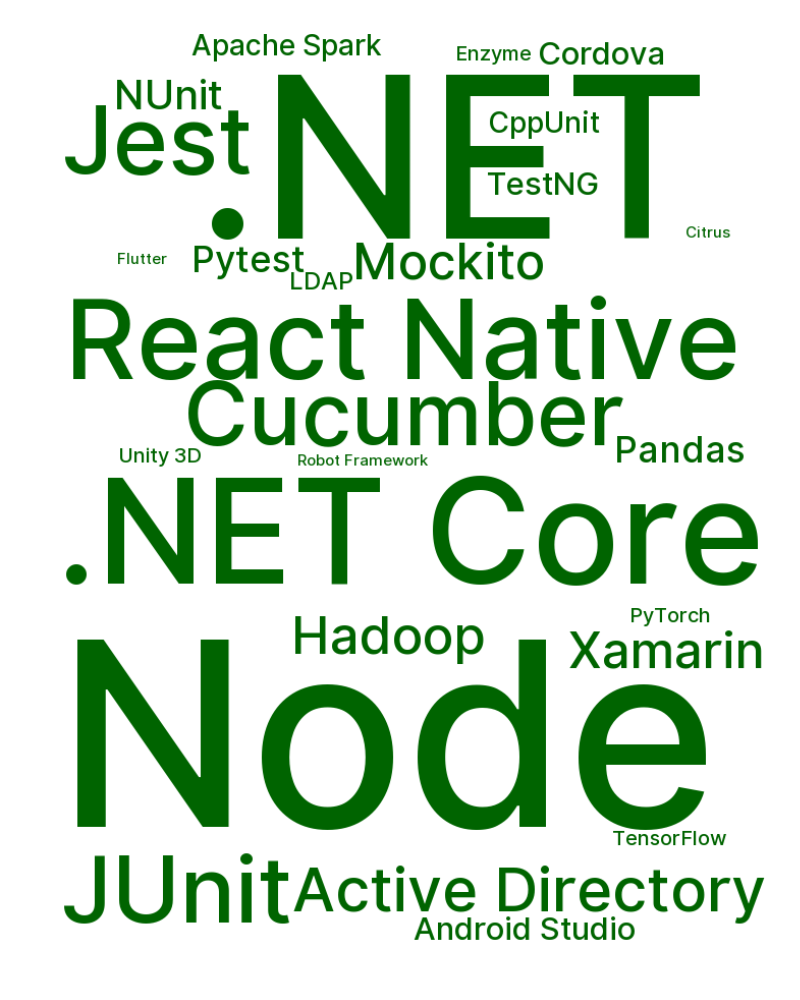 Apache Spark
Enzyme
Cordova
NUnit
Jest
.NET
CppUnit
TestNG
Citrus
Flutter
Pytest
LDAP
Mockito
React Native
Cucumber
Pandas
Unity 3D
Robot Framework
.NET Core
Hadoop
PyTorch
Xamarin
Node
TensorFlow
JUnit
Active Directory
Android Studio